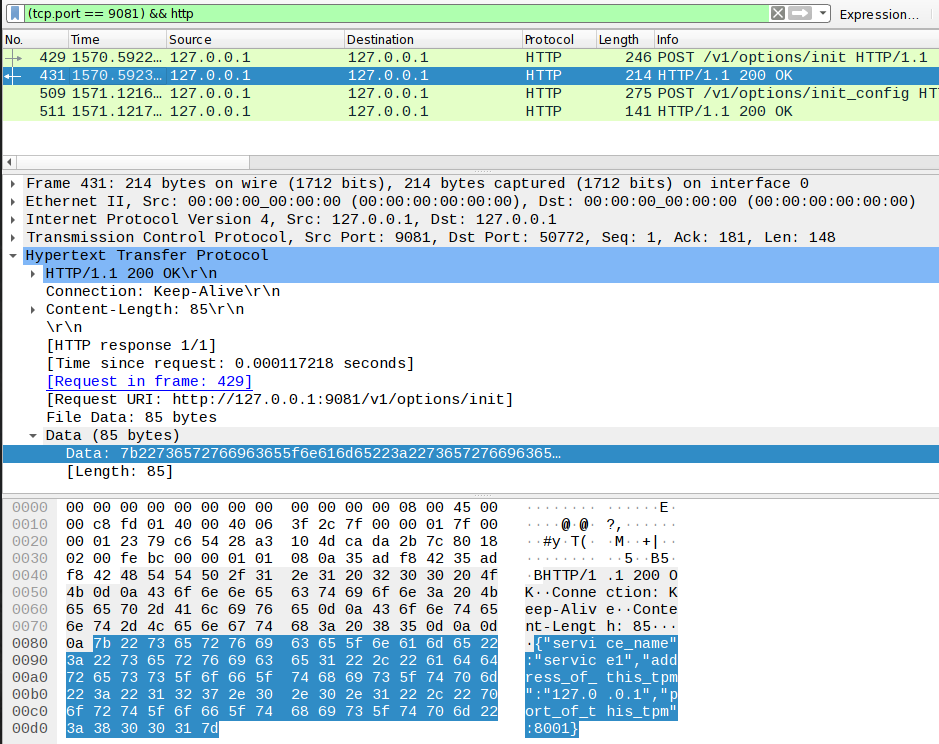 (tcp.port == 9081) && http Expression…
No. Time Source Destination Protocol Length Info
429 1570.5922… 127.0.0.1 127.0.0.1 HTTP 246 POST /v1/options/init HTTP/1.1
431 1570.5923… 127.0.0.1 127.0.0.1 HTTP 214 HTTP/1.1 200 OK
509 1571.1216… 127.0.0.1 127.0.0.1 HTTP 275 POST /v1/options/init_config HT
511 1571.1217… 127.0.0.1 127.0.0.1 HTTP 141 HTTP/1.1 200 OK
Frame 431: 214 bytes on wire (1712 bits), 214 bytes captured (1712 bits) on interface 0
Ethernet II, Src: 00:00:00_00:00:00 (00:00:00:00:00:00), Dst: 00:00:00_00:00:00 (00:00:00:00:00:00)
Internet Protocol Version 4, Src: 127.0.0.1, Dst: 127.0.0.1
Transmission Control Protocol, Src Port: 9081, Dst Port: 50772, Seq: 1, Ack: 181, Len: 148
Hypertext Transfer Protocol
HTTP/1.1 200 OK\r\n
Connection: Keep-Alive\r\n
Content-Length: 85\r\n
\r\n
[HTTP response 1/1]
[Time since request: 0.000117218 seconds]
[Request in frame: 429]
[Request URI: http://127.0.0.1:9081/v1/options/init]
File Data: 85 bytes
Data (85 bytes)
Data: 7b22736572766963655f6e616d65223a2273657276696365…
[Length: 85]
0000 00 00 00 00 00 00 00 00 00 00 00 00 08 00 45 00 ········ ······E·
0010 00 c8 fd 01 40 00 40 06 3f 2c 7f 00 00 01 7f 00 ····@·@· ?,······
0020 00 01 23 79 c6 54 28 a3 10 4d ca da 2b 7c 80 18 ··#y·T(· ·M··+|··
0030 02 00 fe bc 00 00 01 01 08 0a 35 ad f8 42 35 ad ········ ··5··B5·
0040 f8 42 48 54 54 50 2f 31 2e 31 20 32 30 30 20 4f ·BHTTP/1 .1 200 O
0050 4b 0d 0a 43 6f 6e 6e 65 63 74 69 6f 6e 3a 20 4b K··Conne ction: K
0060 65 65 70 2d 41 6c 69 76 65 0d 0a 43 6f 6e 74 65 eep-Aliv e··Conte
0070 6e 74 2d 4c 65 6e 67 74 68 3a 20 38 35 0d 0a 0d nt-Lengt h: 85···
0080 0a 7b 22 73 65 72 76 69 63 65 5f 6e 61 6d 65 22 ·{"servi ce_name"
0090 3a 22 73 65 72 76 69 63 65 31 22 2c 22 61 64 64 :"servic e1","add
00a0 72 65 73 73 5f 6f 66 5f 74 68 69 73 5f 74 70 6d ress_of_ this_tpm
00b0 22 3a 22 31 32 37 2e 30 2e 30 2e 31 22 2c 22 70 ":"127.0 .0.1","p
00c0 6f 72 74 5f 6f 66 5f 74 68 69 73 5f 74 70 6d 22 ort_of_t his_tpm"
00d0 3a 38 30 30 31 7d :8001}